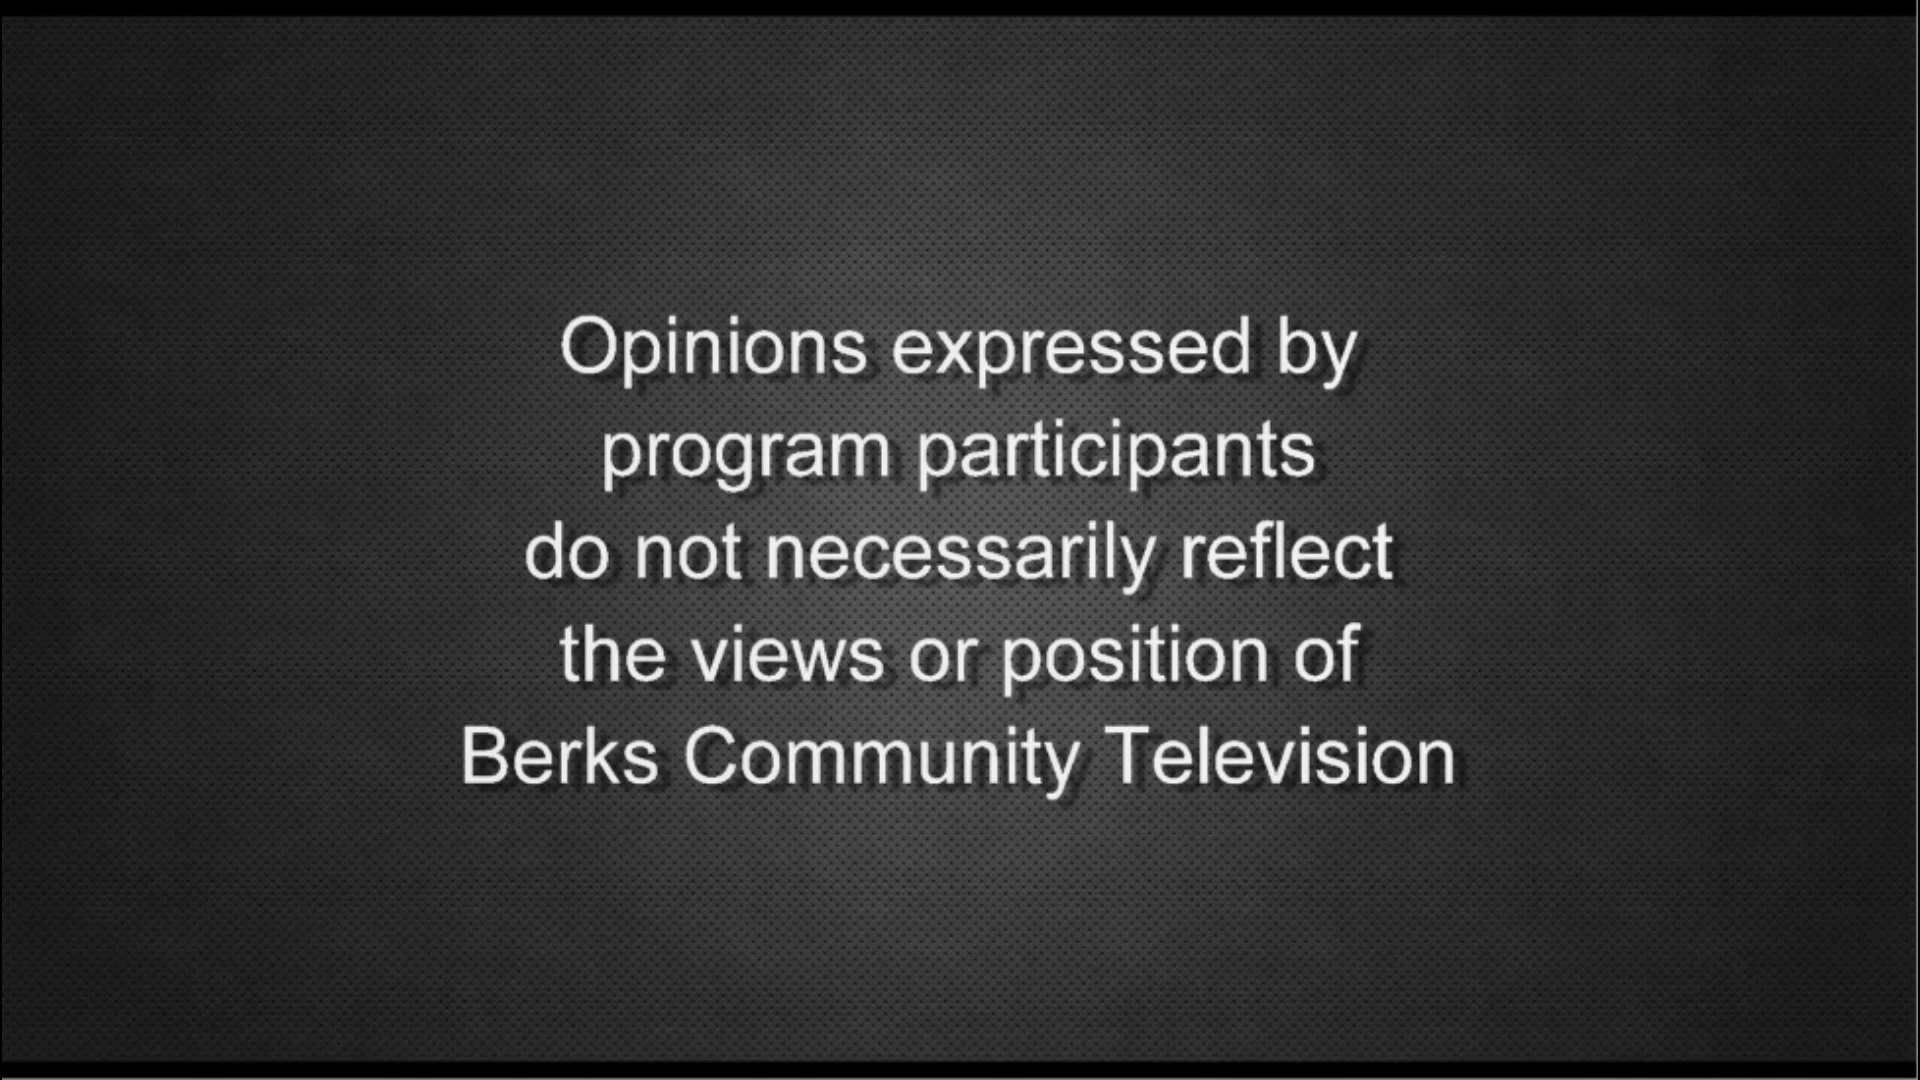 Opinions expressed by
program participants
do not necessarily reflect
the views or position of
Berks Community Television